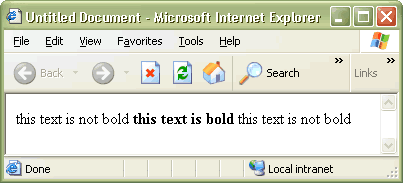 Untitled Document - Microsoft Internet Explorer
File Edit View Favorites Tools Help
Back Search » Links »
this text is not bold this text is bold this text is not bold
Done Local intranet